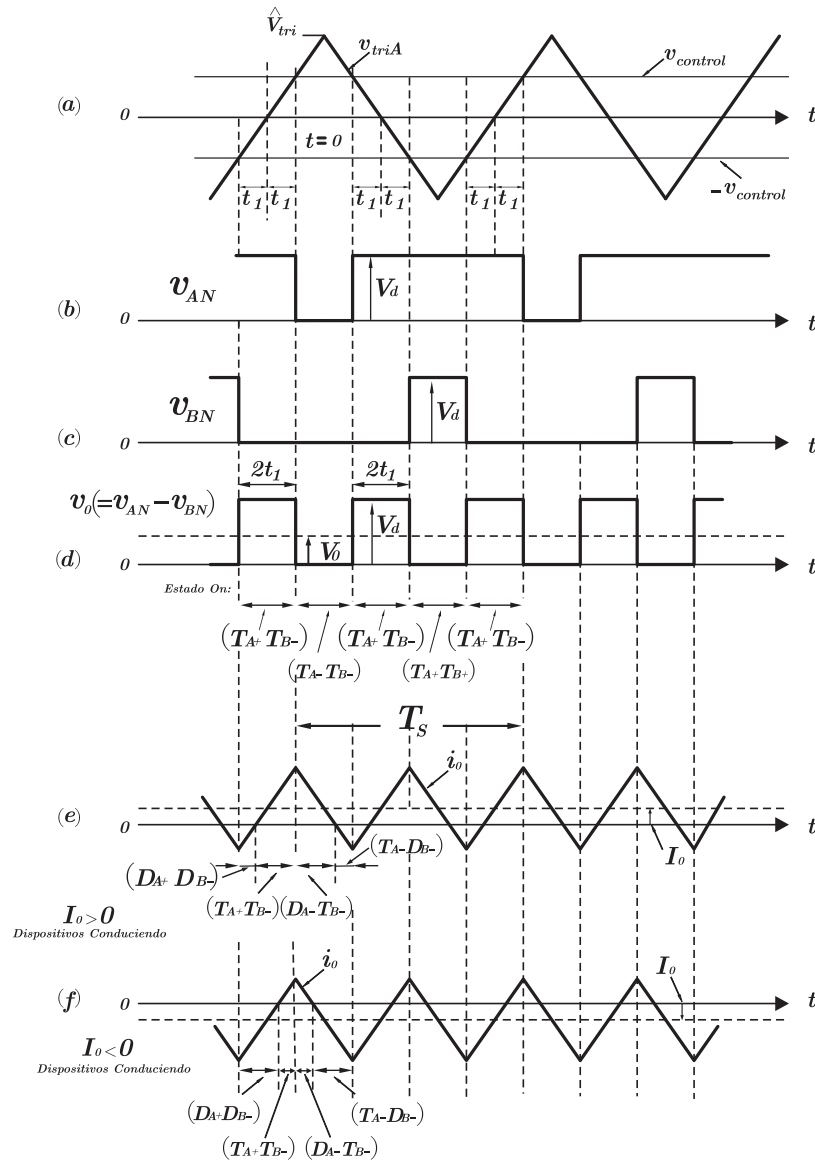 V̂tri
vtriA
vcontrol
(a) 0 t
t=0
−vcontrol
t1 t1 t1 t1 t1 t1
vAN
Vd
(b) 0 t
vBN
Vd
(c) 0 t
2t1 2t1
v0(=vAN−vBN)
V0 Vd
(d) 0 t
Estado On:
(TA+ TB-) (TA+ TB-) (TA+ TB-)
(TA- TB-) (TA+TB+)
TS
i0
(e) 0 t
I0
(TA-DB-)
(DA+ DB-)
(TA+TB-) (DA-TB-)
I0>0
Dispositivos Conduciendo
i0 I0
(f) 0 t
I0<0
Dispositivos Conduciendo
(DA+DB-) (TA-DB-)
(TA+TB-) (DA-TB-)